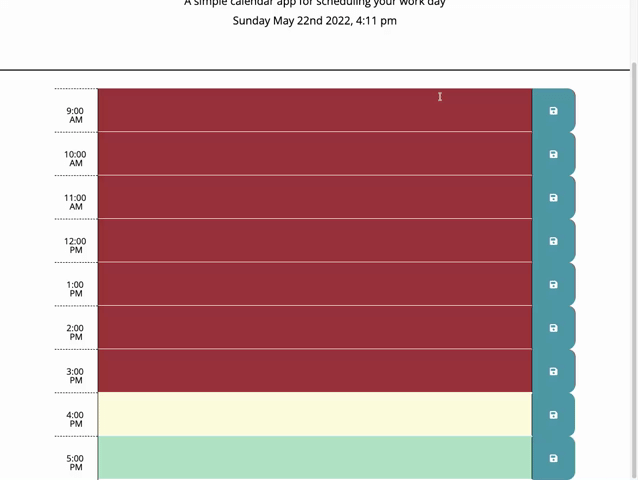 A simple calendar app for scheduling your work day
Sunday May 22nd 2022, 4:11 pm
9:00
AM
10:00
AM
11:00
AM
12:00
PM
1:00
PM
2:00
PM
3:00
PM
4:00
PM
5:00
PM